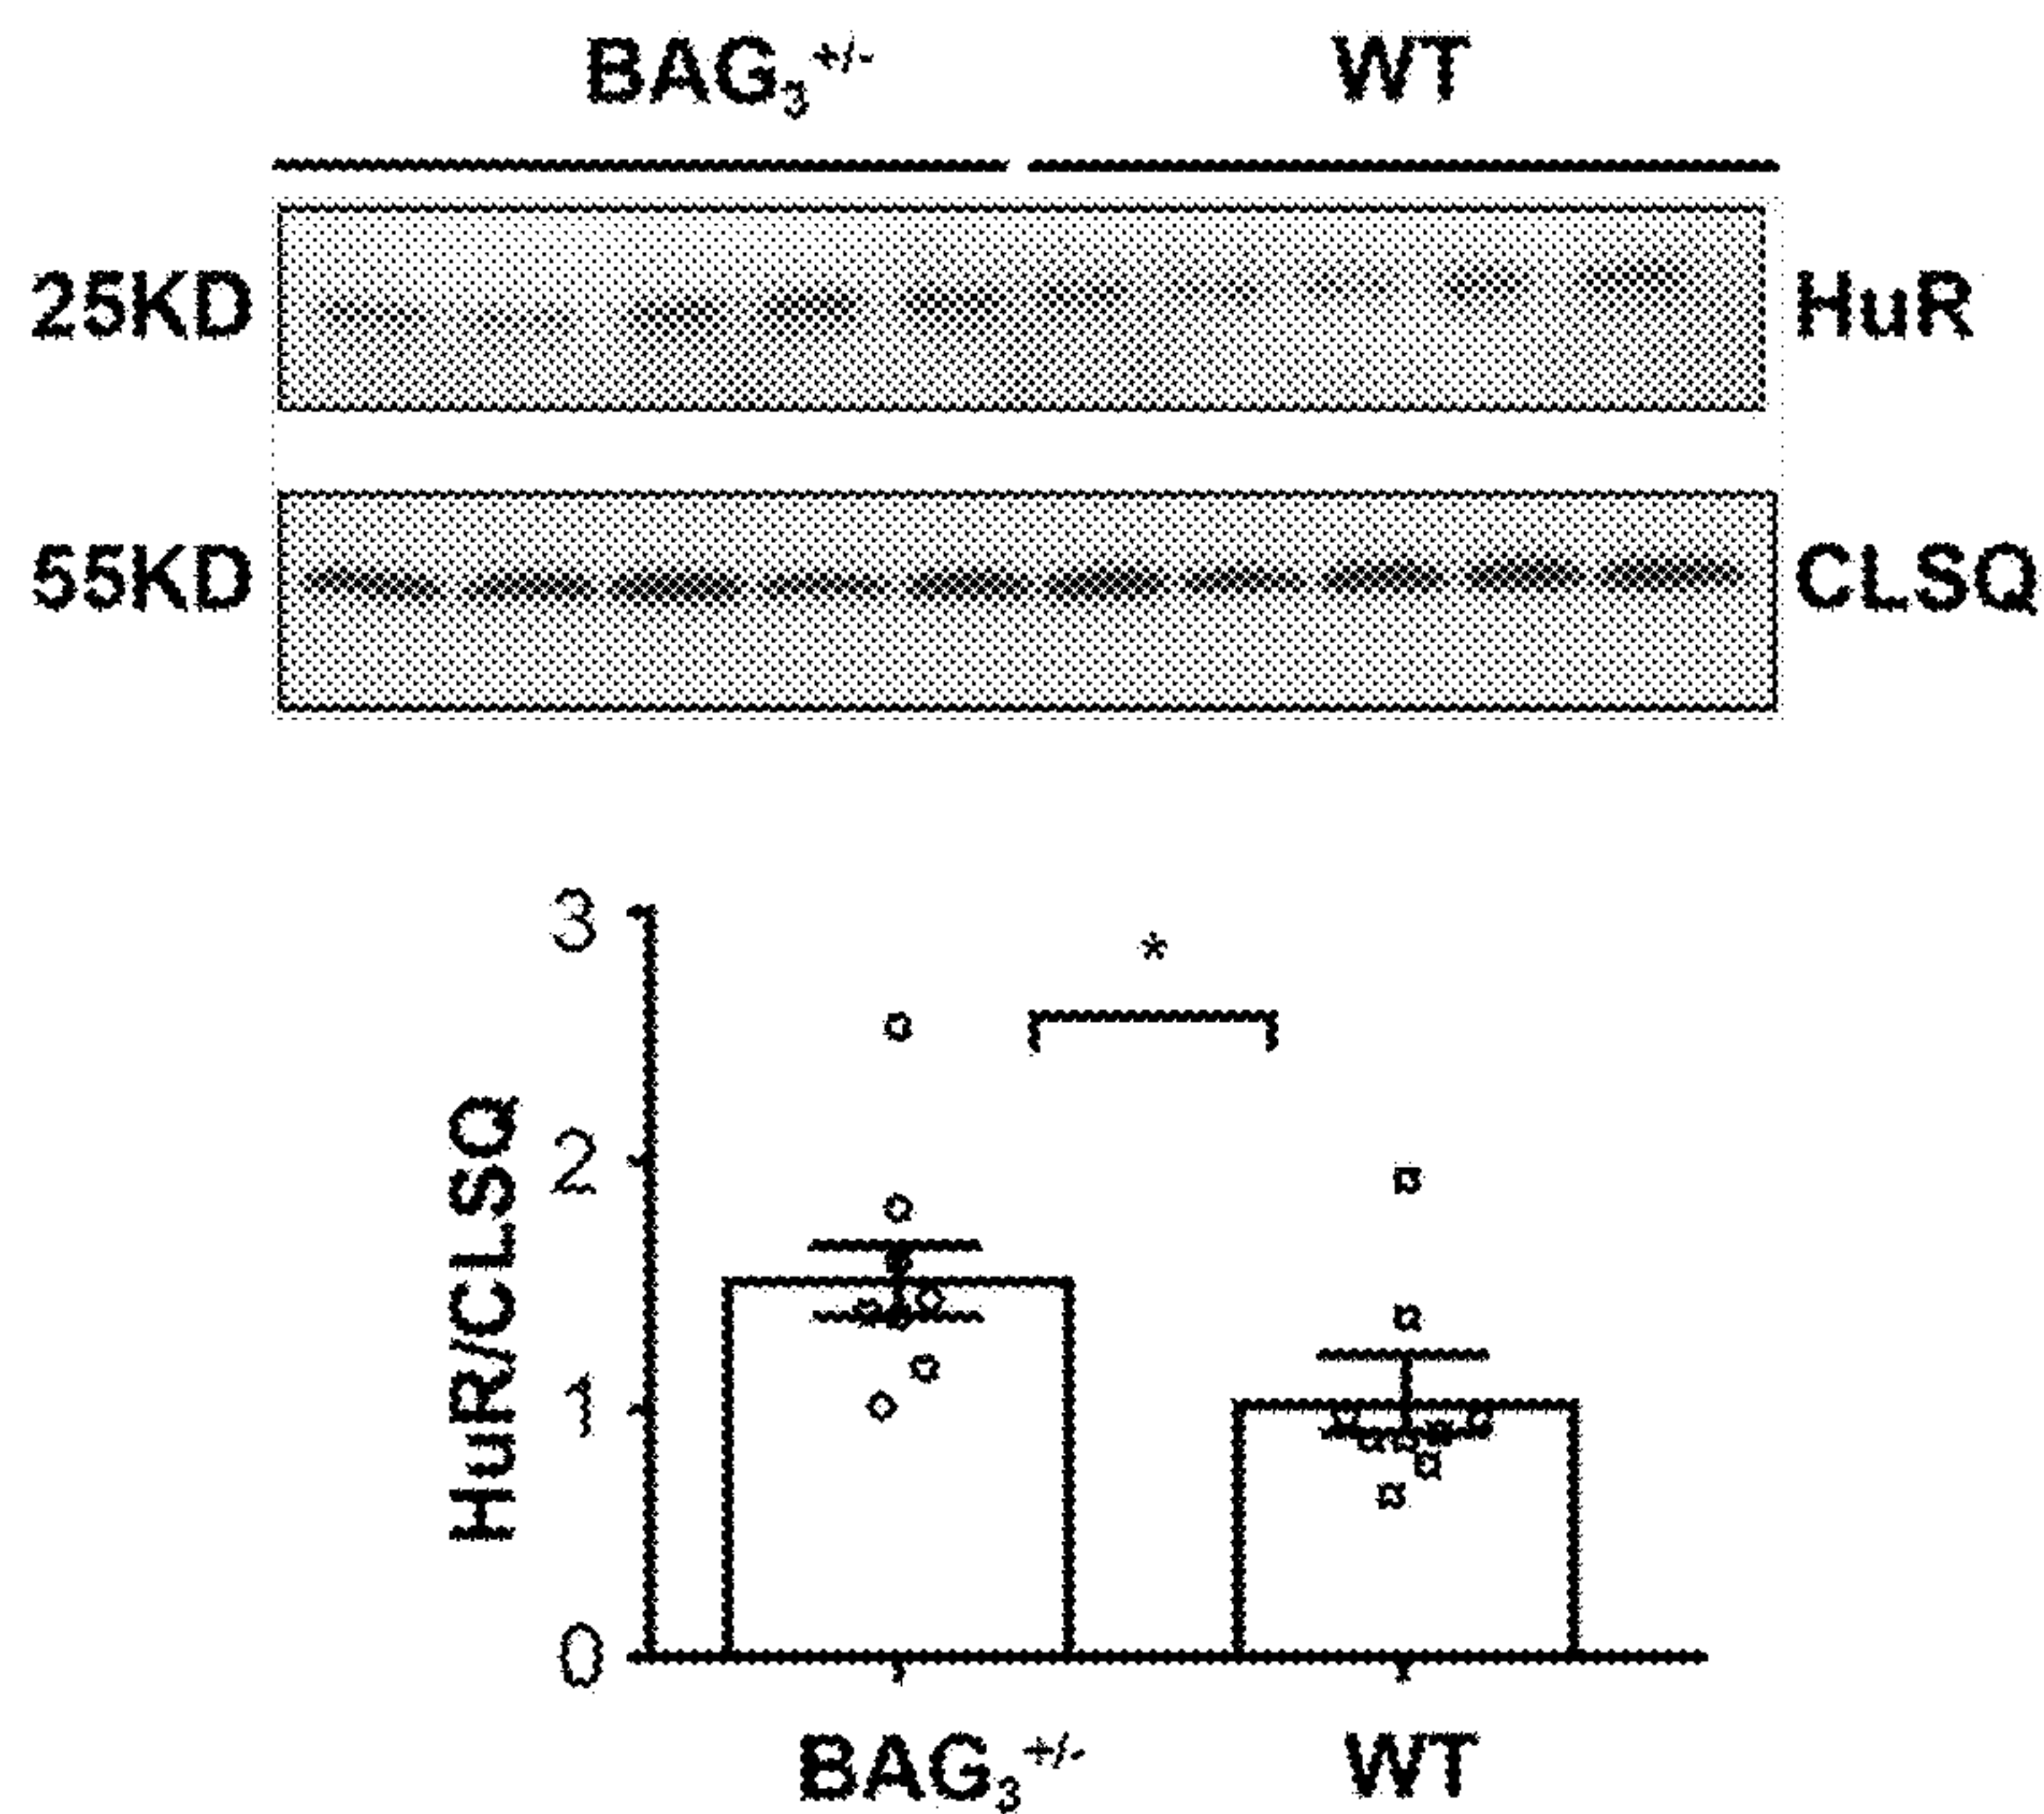 BAG3+/- WT
25KD HuR
55KD CLSQ
3
*
2
1
0
HuR/CLSQ
BAG3+/- WT